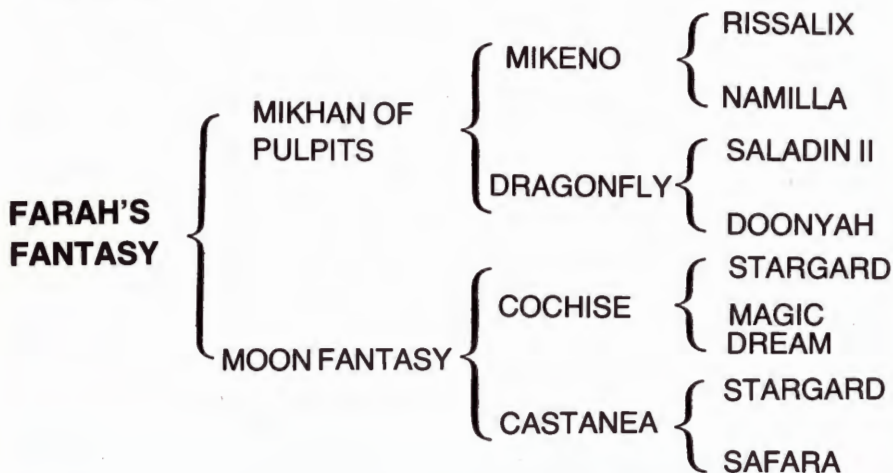 RISSALIX
MIKENO
NAMILLA
MIKHAN OF
PULPITS
SALADIN II
DRAGONFLY
DOONYAH
FARAH'S
FANTASY
STARGARD
COCHISE
MAGIC
DREAM
MOON FANTASY
STARGARD
CASTANEA
SAFARA